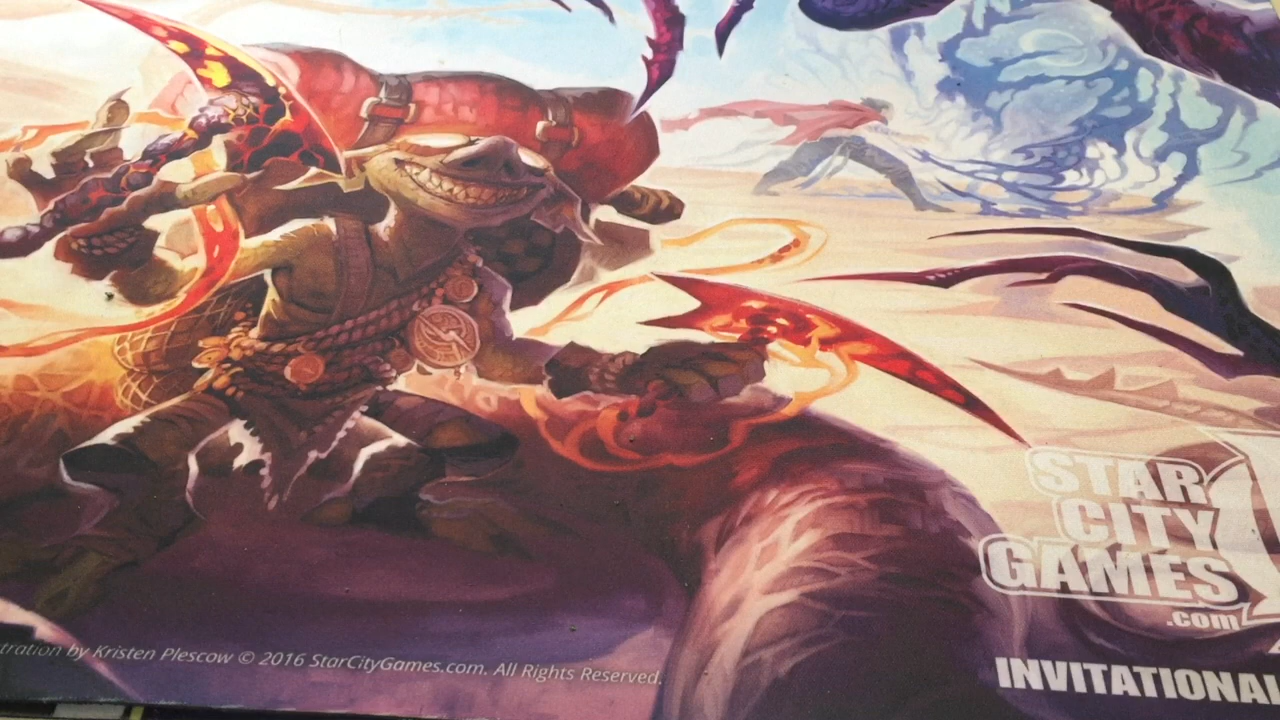 STAR
CITY
GAMES
.com
INVITATIONAL
tration by Kristen Plescow © 2016 StarCityGames.com. All Rights Reserved.